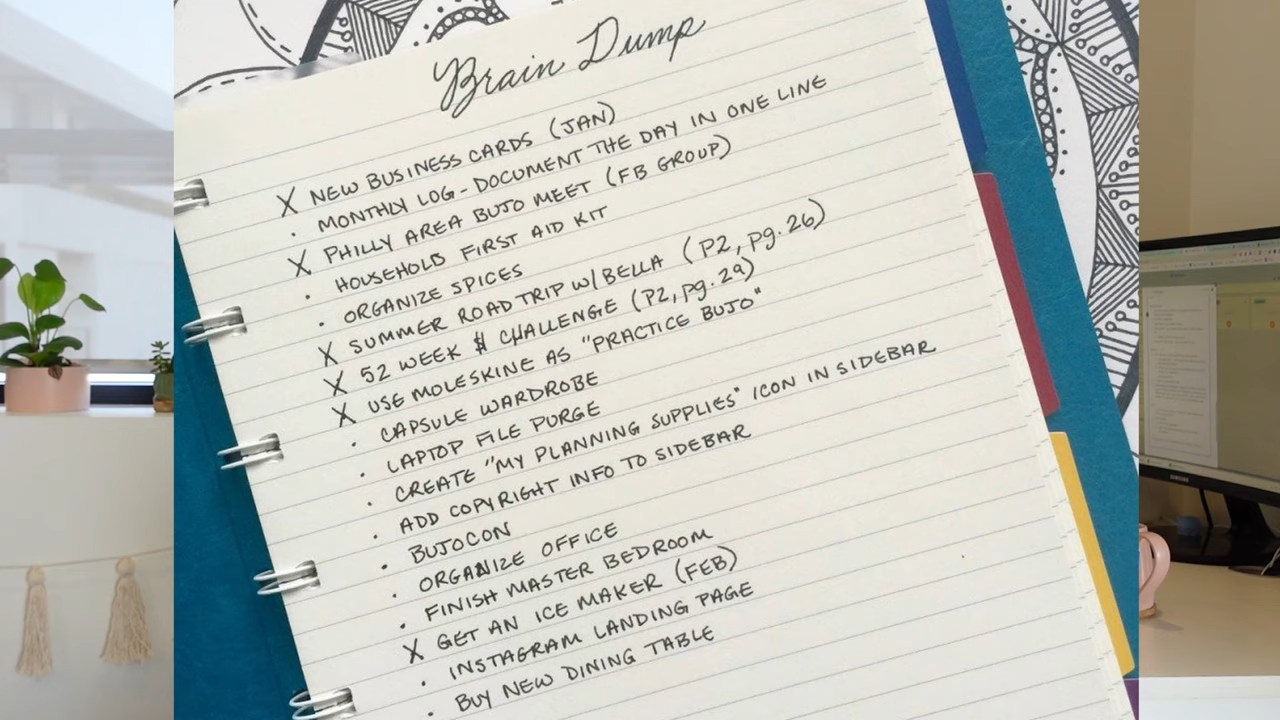 Brain Dump
X NEW BUSINESS CARDS (JAN)
· MONTHLY LOG - DOCUMENT THE DAY IN ONE LINE
X PHILLY AREA BUJO MEET (FB GROUP)
· HOUSEHOLD FIRST AID KIT
· ORGANIZE SPICES
X SUMMER ROAD TRIP W/ BELLA (P2, pg. 26)
X 52 WEEK $ CHALLENGE (P2, pg. 29)
X USE MOLESKINE AS "PRACTICE BUJO"
· CAPSULE WARDROBE
· LAPTOP FILE PURGE
· CREATE "MY PLANNING SUPPLIES" ICON IN SIDEBAR
· ADD COPYRIGHT INFO TO SIDEBAR
· BUJOCON
· ORGANIZE OFFICE
· FINISH MASTER BEDROOM
X GET AN ICE MAKER (FEB)
· INSTAGRAM LANDING PAGE
· BUY NEW DINING TABLE
SAMSUNG